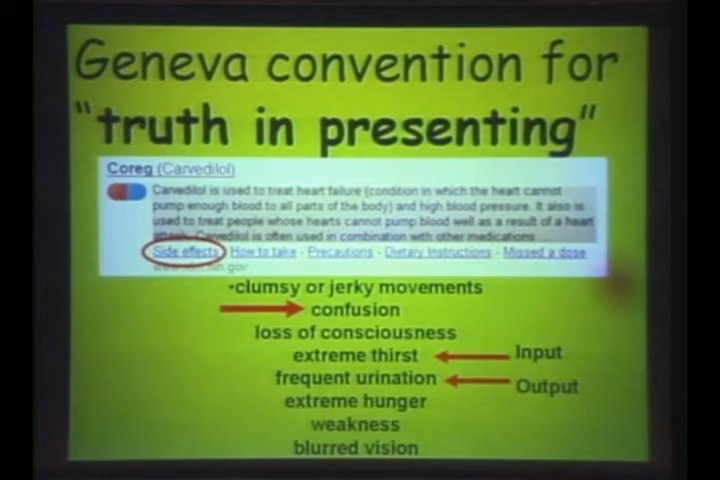 Geneva convention for
“truth in presenting”
Coreg (Carvedilol)
Carvedilol is used to treat heart failure (condition in which the heart cannot
pump enough blood to all parts of the body) and high blood pressure. It also is
used to treat people whose hearts cannot pump blood well as a result of a heart
attack. Carvedilol is often used in combination with other medications
Side effects - How to take - Precautions - Dietary Instructions - Missed a dose
•clumsy or jerky movements
confusion
loss of consciousness
extreme thirst
Input
frequent urination
Output
extreme hunger
weakness
blurred vision